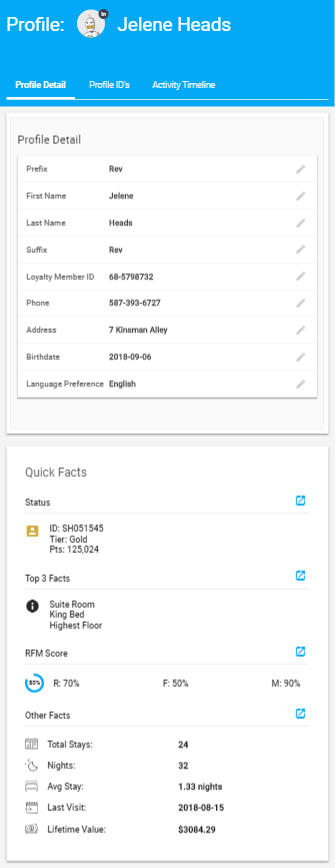 Profile: in Jelene Heads
Profile Detail Profile ID's Activity Timeline
Profile Detail
Prefix Rev
First Name Jelene
Last Name Heads
Suffix Rev
Loyalty Member ID 68-5798732
Phone 587-393-6727
Address 7 Kinsman Alley
Birthdate 2018-09-06
Language Preference English
Quick Facts
Status
ID: SH051545
Tier: Gold
Pts: 125,024
Top 3 Facts
Suite Room
King Bed
Highest Floor
RFM Score
80% R: 70% F: 50% M: 90%
Other Facts
Total Stays: 24
Nights: 32
Avg Stay: 1.33 nights
Last Visit: 2018-08-15
Lifetime Value: $3084.29